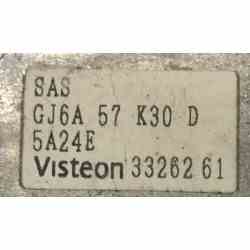 SAS
GJ6A 57 K30 D
5A24E
Visteon 33262 61